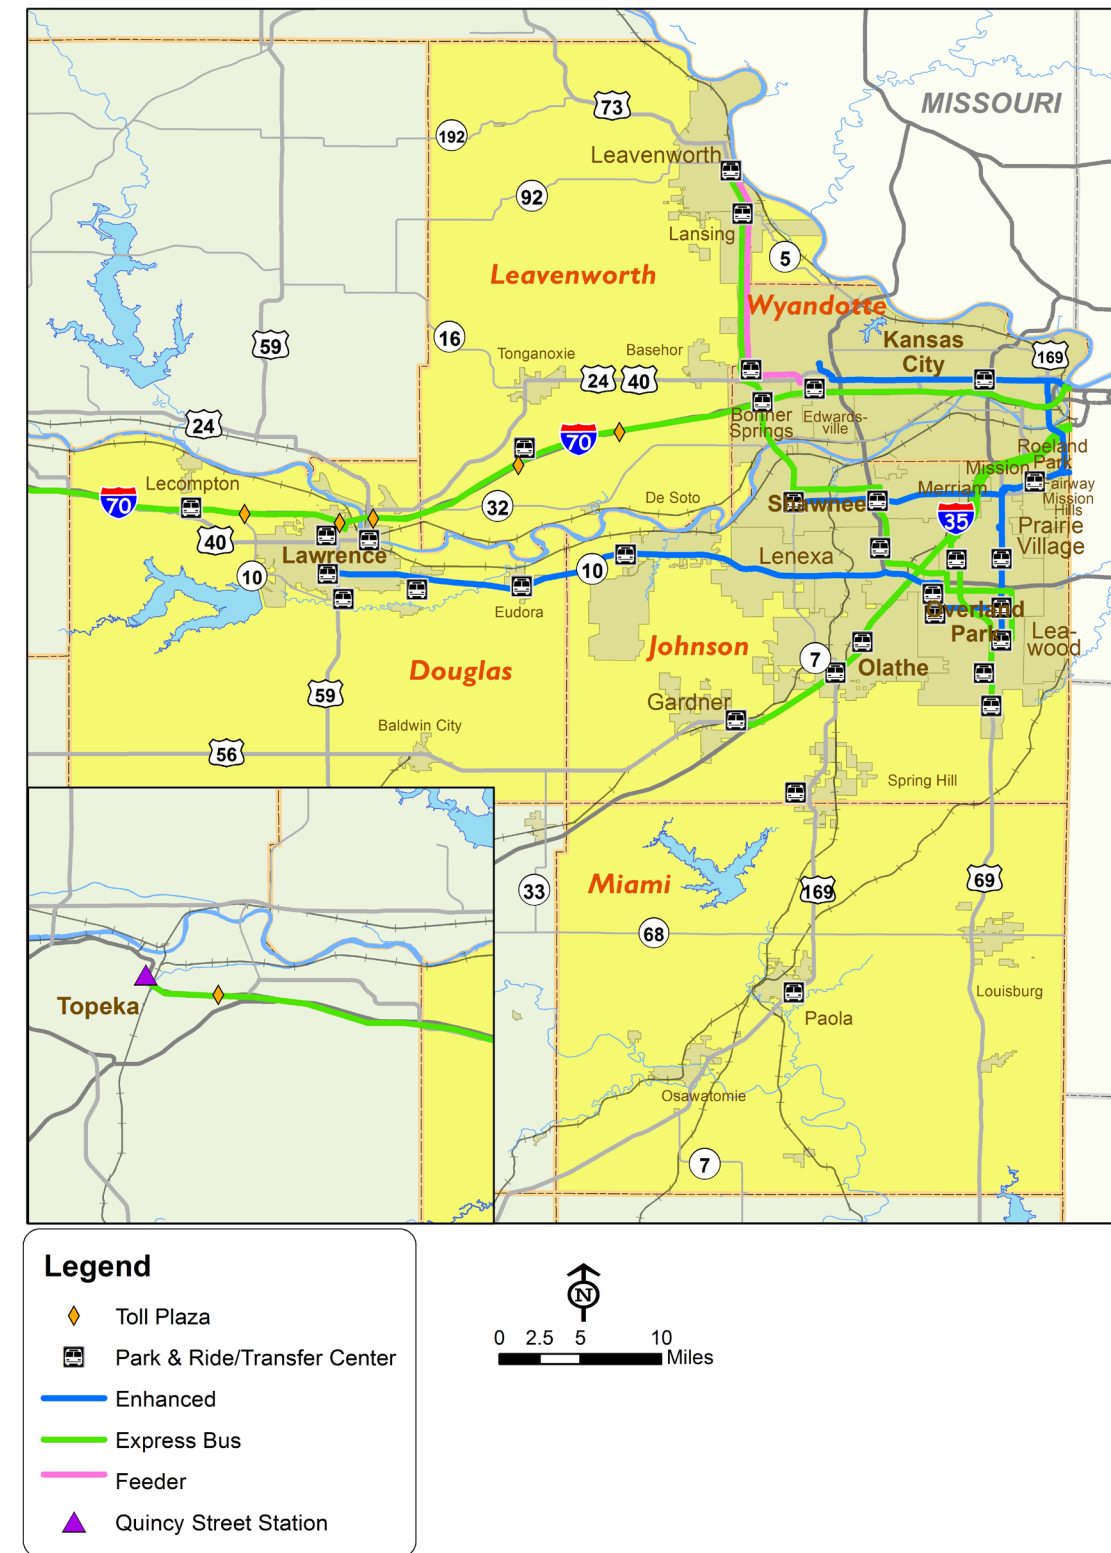 MISSOURI
73
192
Leavenworth
92
Lansing
5
Leavenworth
Wyandotte
16
59
Kansas
City
169
Tonganoxie
Basehor
24
40
24
Bonner
Springs
Edwards-
ville
70
Roeland
Park
Mission
Lecompton
70
32
De Soto
Merriam
Fairway
Mission
Hills
Shawnee
35
Prairie
Village
40
Lawrence
10
10
Lenexa
Eudora
Overland
Park
Lea-
wood
Johnson
7
Olathe
Douglas
59
Gardner
Baldwin City
56
Spring Hill
Miami
33
169
69
68
Topeka
Louisburg
Paola
Osawatomie
7
Legend
Toll Plaza
Park & Ride/Transfer Center
Enhanced
Express Bus
Feeder
Quincy Street Station
N
0 2.5 5 10
Miles